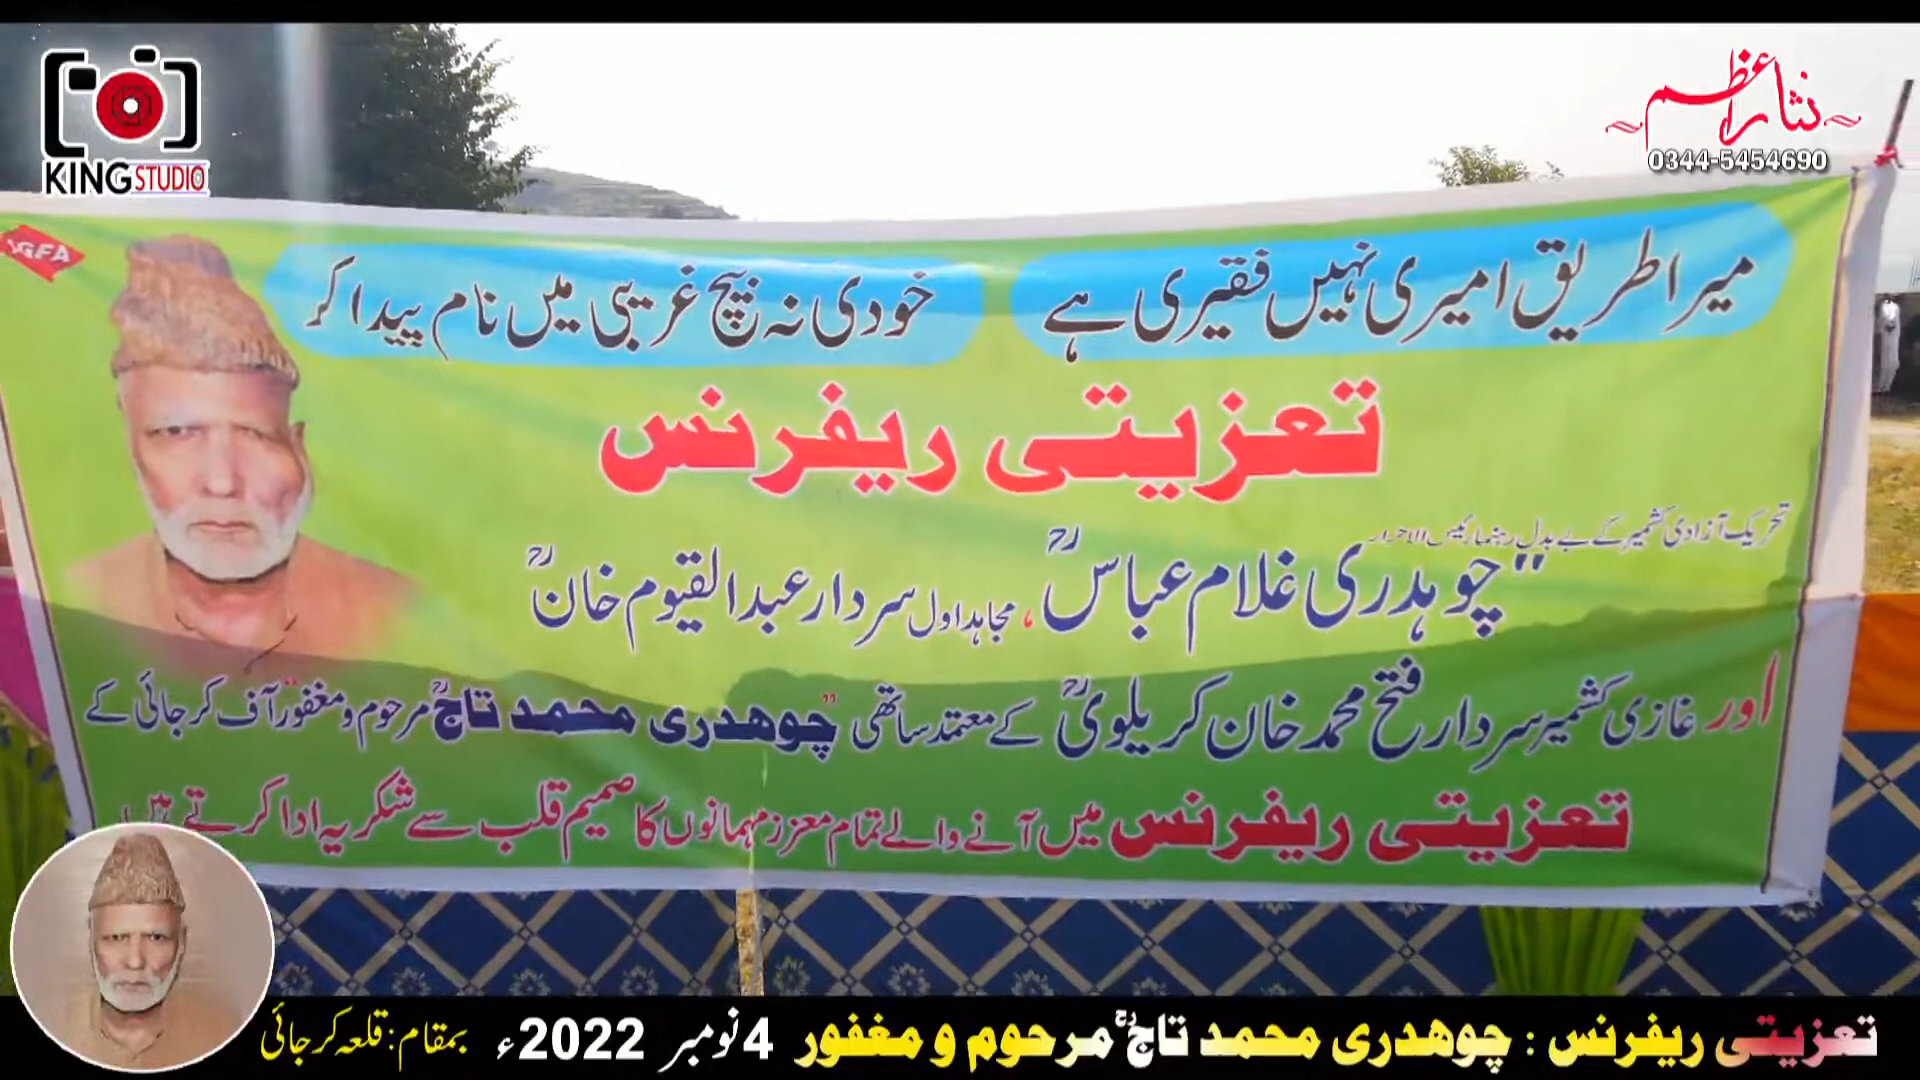 KING STUDIO
نثار اعظم
0344-5454690
AGFA
میرا طریق امیری نہیں فقیری ہے خودی نہ بیچ غریبی میں نام پیدا کر
تعزیتی ریفرنس
تحریک آزادی کشمیر کے بے بدل رہنما رئیس الاحرار
"چوہدری غلام عباسؒ، مجاہد اول سردار عبدالقیوم خانؒ
اور غازی کشمیر سردار فتح محمد خان کریلویؒ کے معتمد ساتھی "چوہدری محمد تاجؒ مرحوم و مغفور آف کرجائی کے
تعزیتی ریفرنس میں آنے والے تمام معزز مہمانوں کا صمیم قلب سے شکریہ ادا کرتے ہیں
تعزیتی ریفرنس : چوہدری محمد تاجؒ مرحوم و مغفور 4 نومبر 2022ء بمقام: قلعہ کرجائی